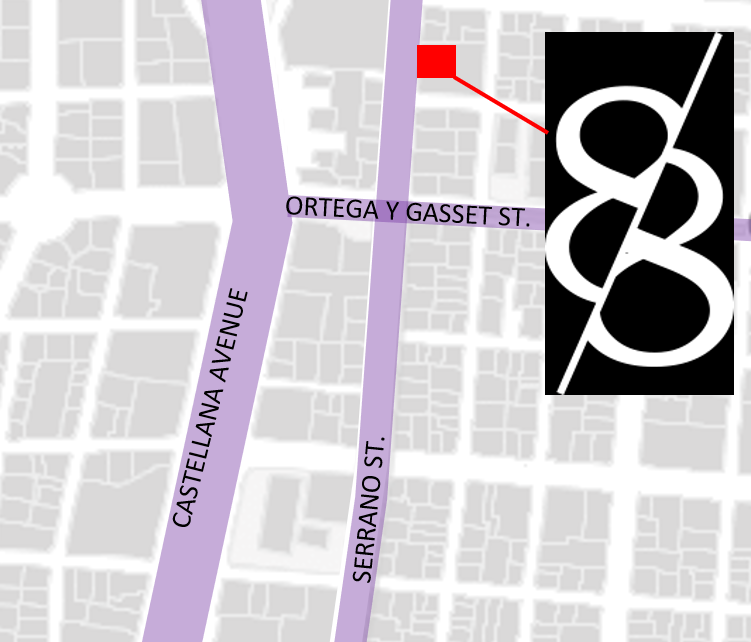 ORTEGA Y GASSET ST.
CASTELLANA AVENUE
SERRANO ST.